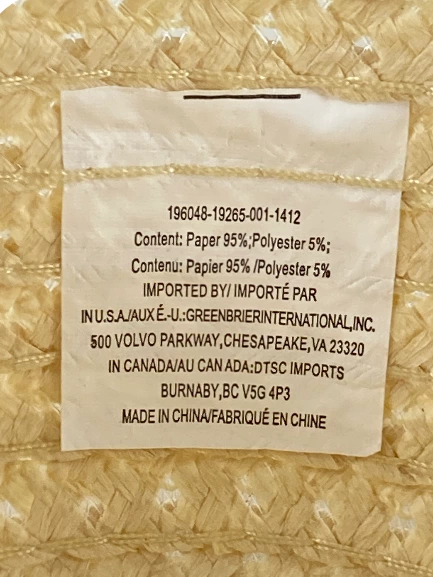 196048-19265-001-1412
Content: Paper 95%;Polyester 5%;
Contenu: Papier 95% /Polyester 5%
IMPORTED BY/ IMPORTÉ PAR
IN U.S.A./AUX É.-U.:GREENBRIERINTERNATIONAL,INC.
500 VOLVO PARKWAY,CHESAPEAKE,VA 23320
IN CANADA/AU CAN ADA:DTSC IMPORTS
BURNABY,BC V5G 4P3
MADE IN CHINA/FABRIQUÉ EN CHINE